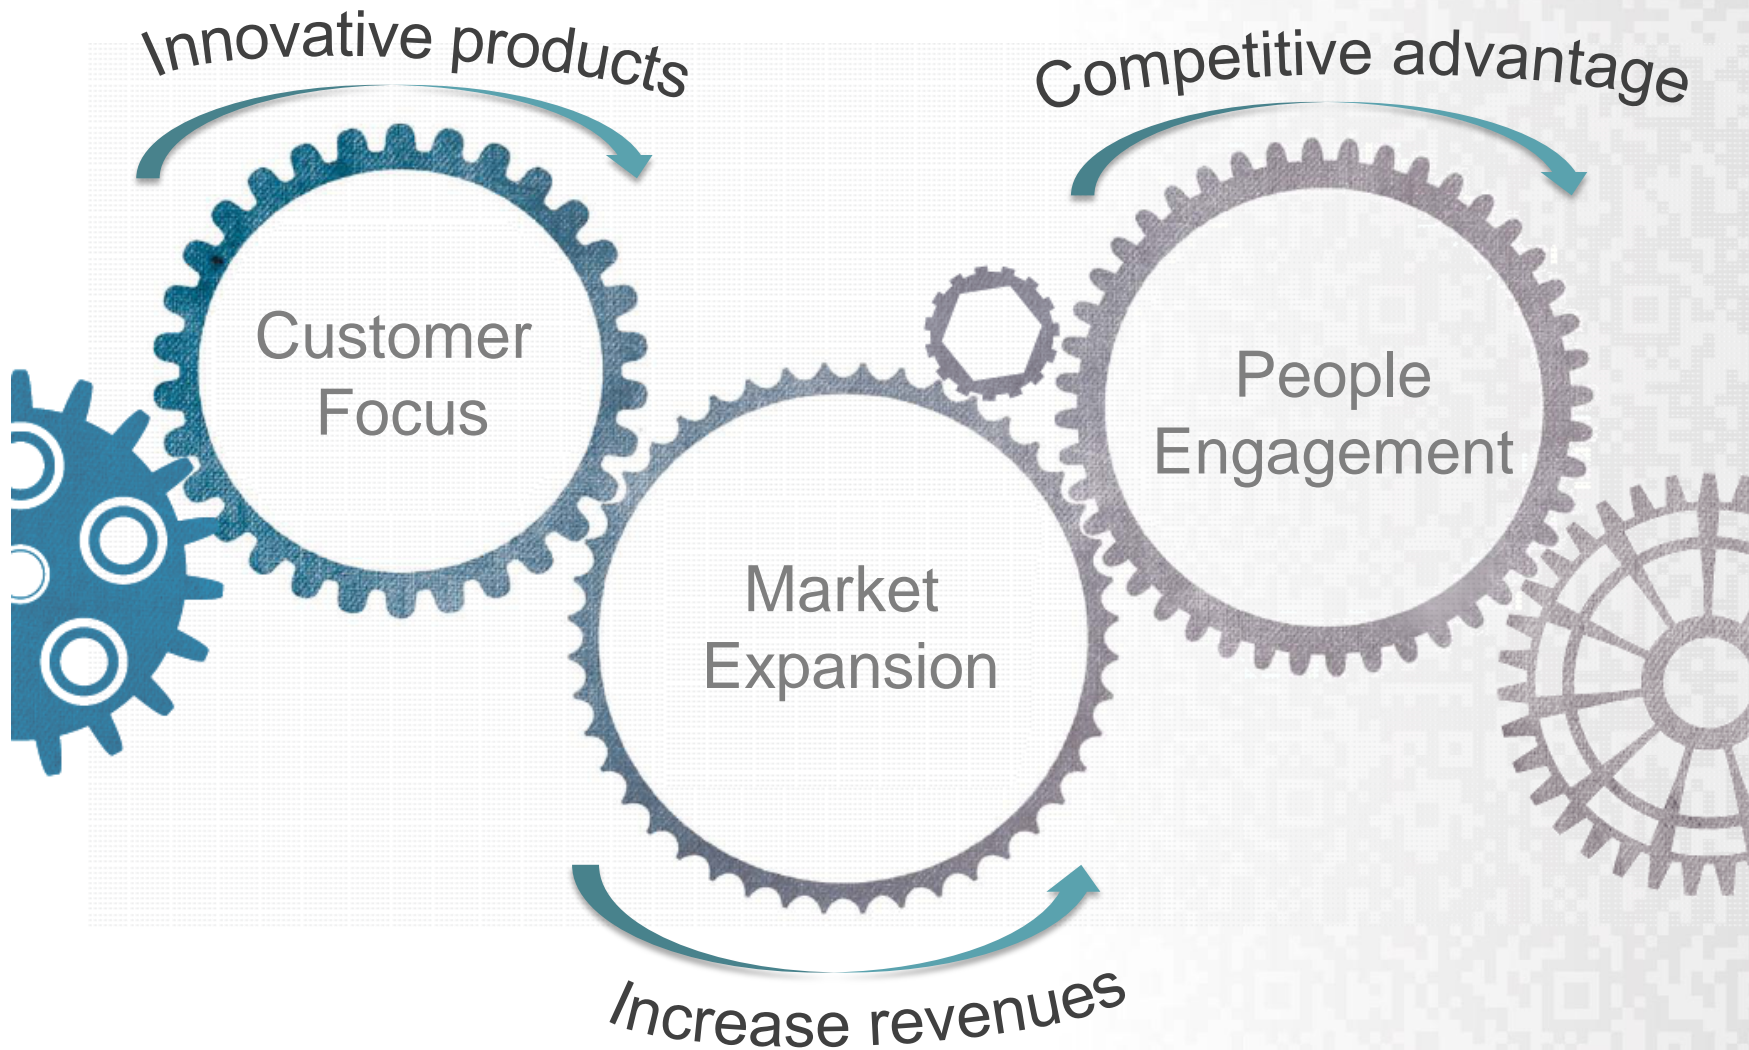 Innovative products
Competitive advantage
Customer
Focus
People
Engagement
Market
Expansion
Increase revenues